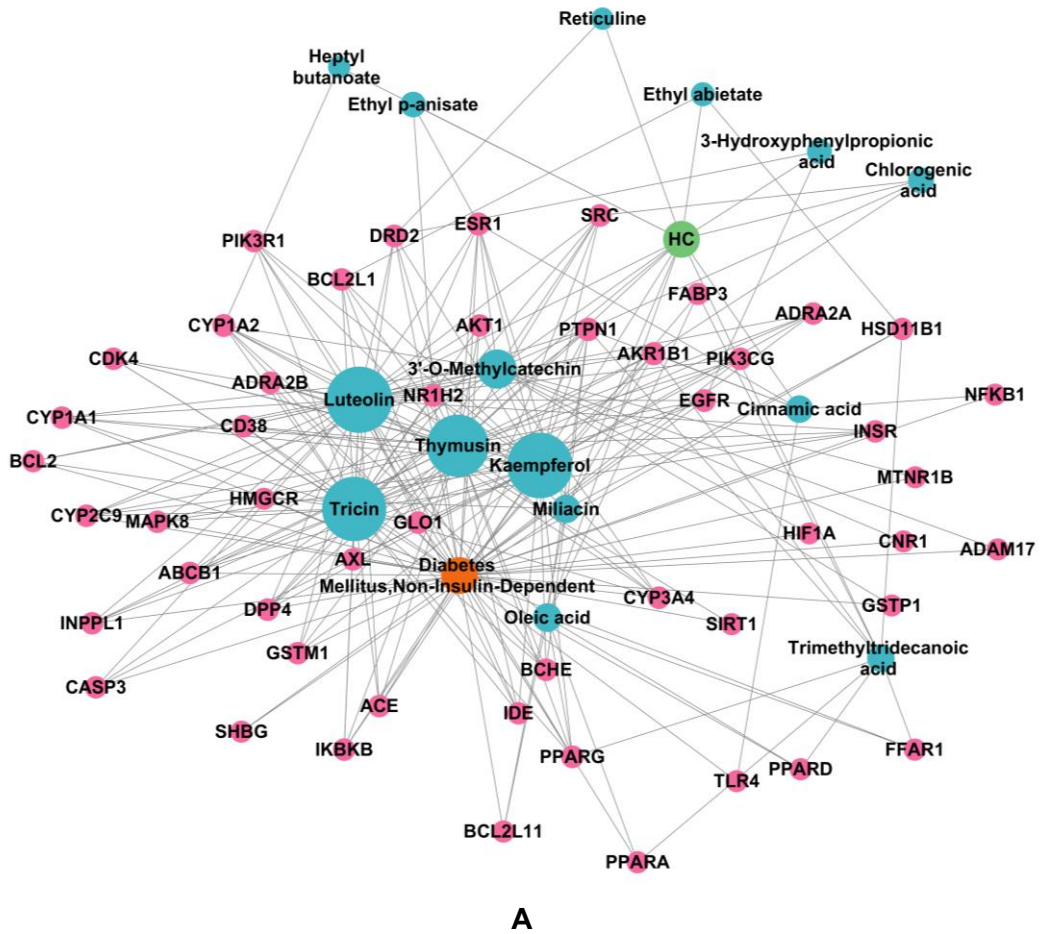 Reticuline
Heptyl
butanoate
Ethyl p-anisate
Ethyl abietate
3-Hydroxyphenylpropionic
acid
Chlorogenic
acid
PIK3R1
DRD2
ESR1
SRC
HC
BCL2L1
FABP3
CYP1A2
AKT1
PTPN1
ADRA2A
HSD11B1
CDK4
ADRA2B
3'-O-Methylcatechin
AKR1B1
PIK3CG
Luteolin
NR1H2
EGFR
Cinnamic acid
NFKB1
CYP1A1
CD38
INSR
Thymusin
BCL2
Kaempferol
MTNR1B
HMGCR
CYP2C9
MAPK8
Tricin
Miliacin
GLO1
HIF1A
CNR1
ADAM17
ABCB1
AXL
Diabetes
Mellitus,Non-Insulin-Dependent
CYP3A4
GSTP1
INPPL1
DPP4
Oleic acid
SIRT1
GSTM1
Trimethyltridecanoic
acid
BCHE
CASP3
ACE
IDE
SHBG
IKBKB
PPARG
FFAR1
TLR4
PPARD
BCL2L11
PPARA
A